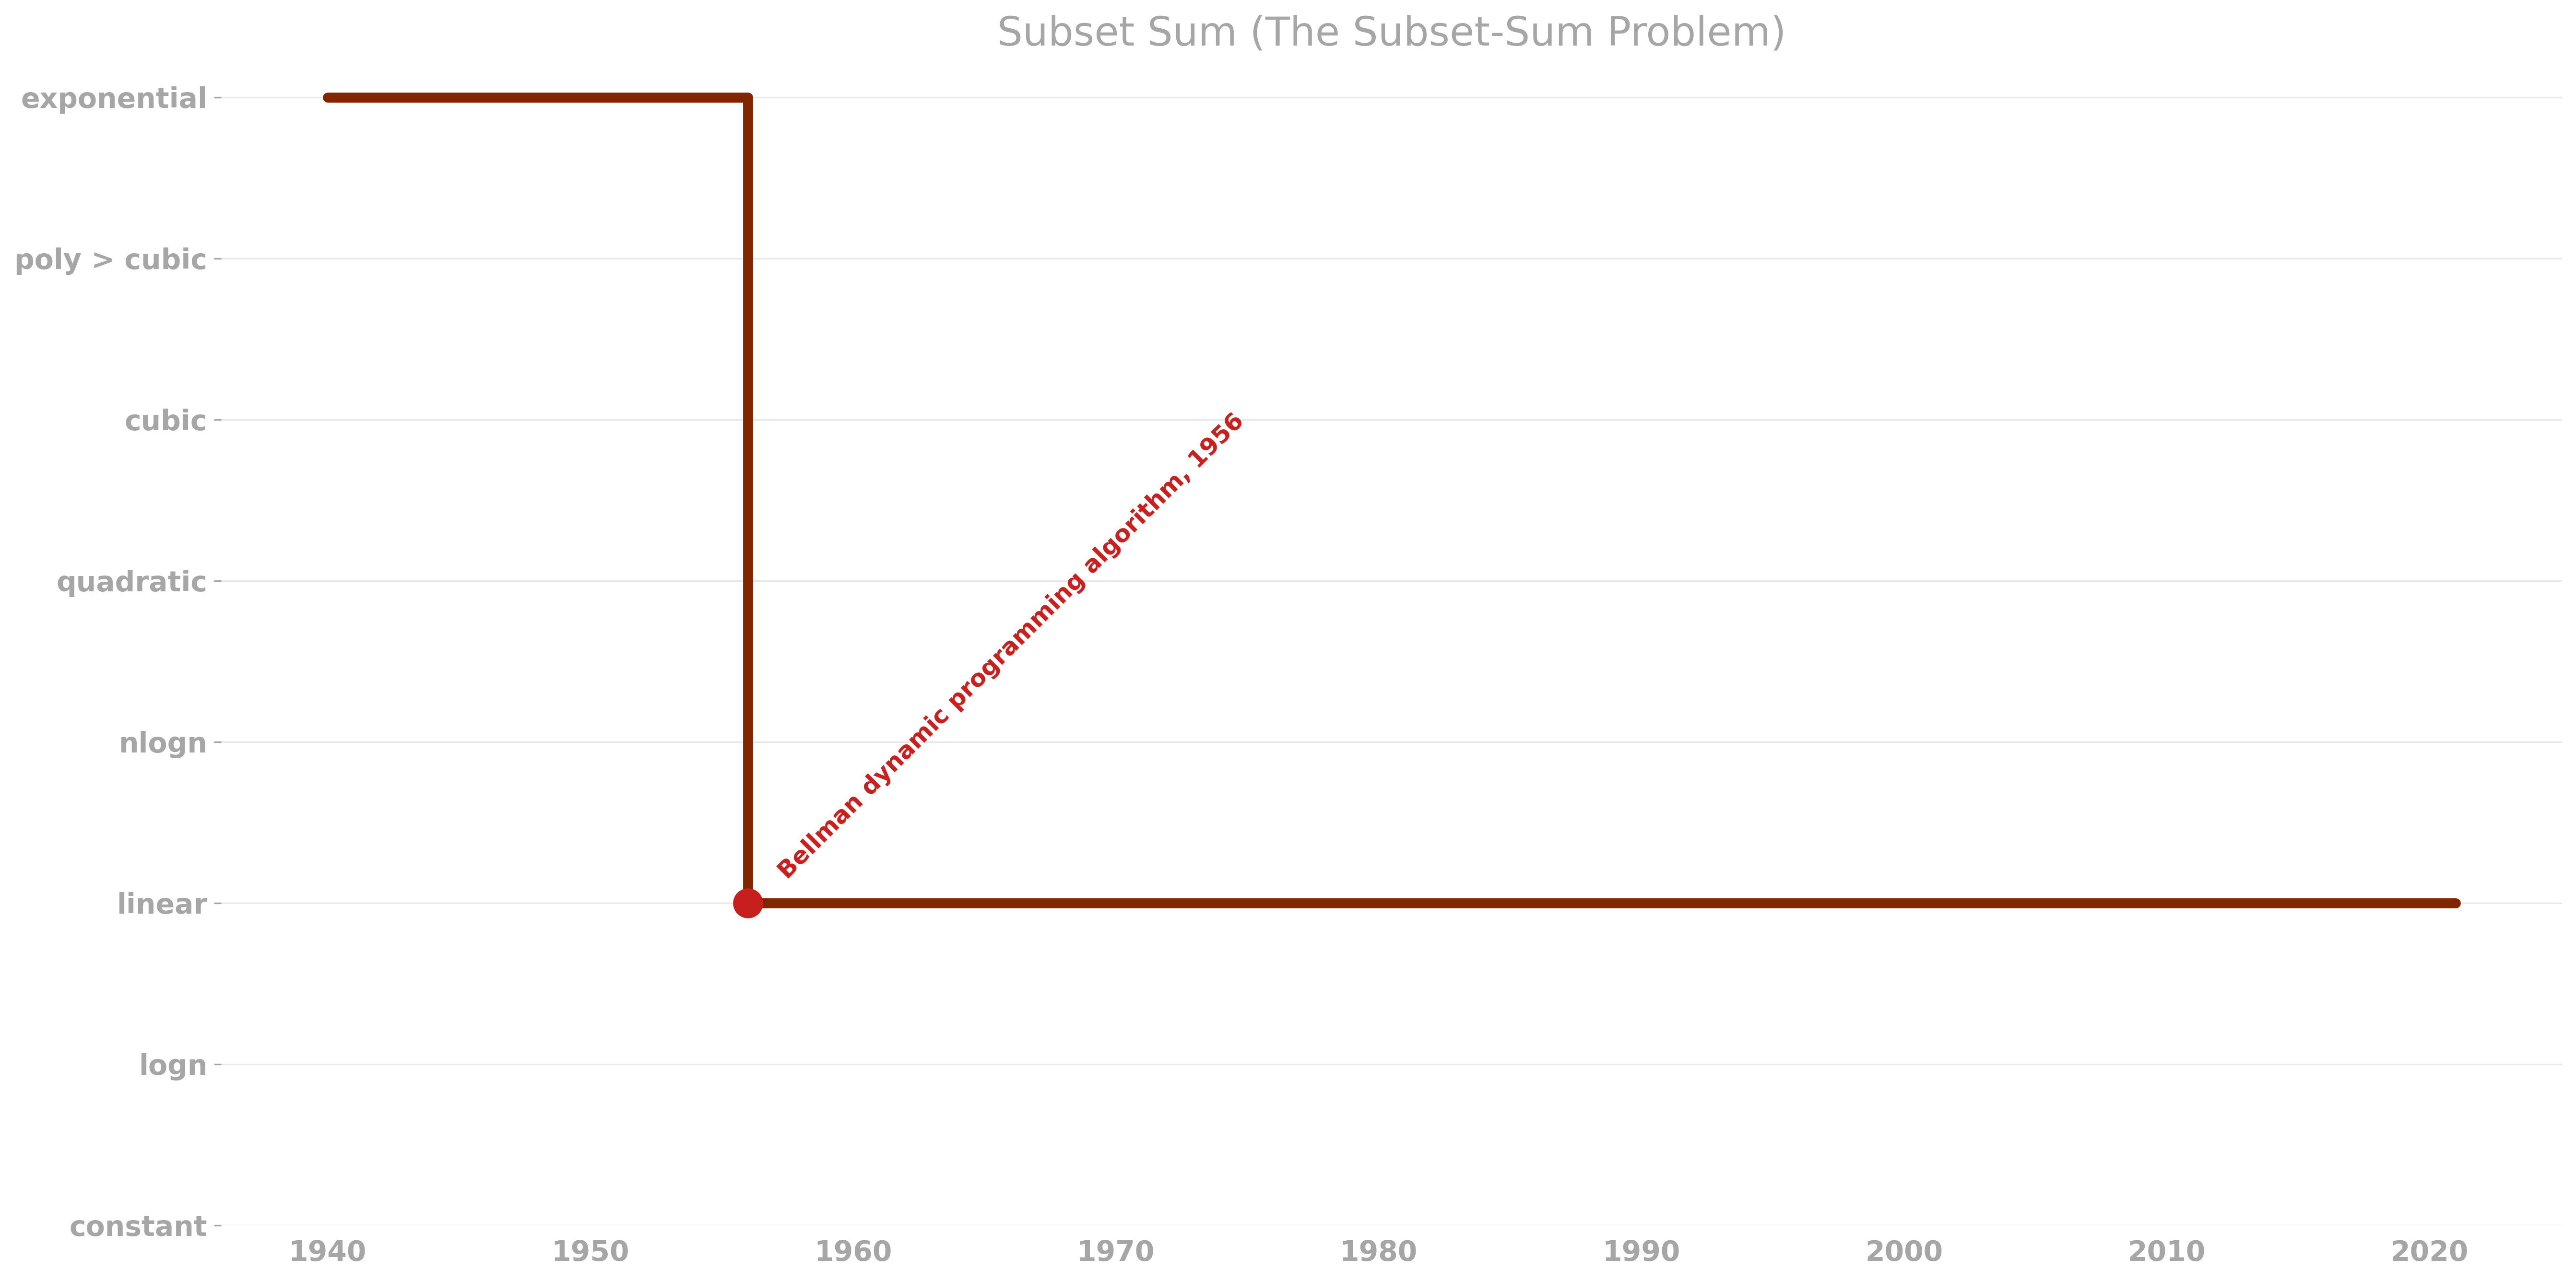 Subset Sum (The Subset-Sum Problem)
exponential
poly > cubic
cubic
quadratic
nlogn
linear
logn
constant
Bellman dynamic programming algorithm, 1956
1940 1950 1960 1970 1980 1990 2000 2010 2020